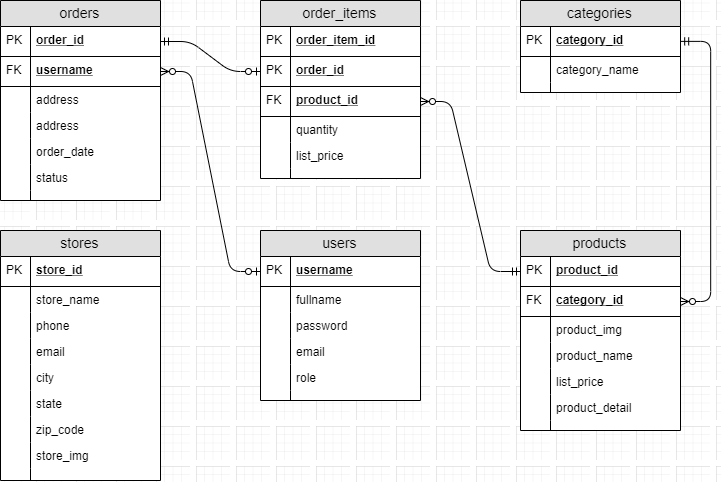 orders
PK order_id
FK username
address
address
order_date
status
order_items
PK order_item_id
PK order_id
FK product_id
quantity
list_price
categories
PK category_id
category_name
stores
PK store_id
store_name
phone
email
city
state
zip_code
store_img
users
PK username
fullname
password
email
role
products
PK product_id
FK category_id
product_img
product_name
list_price
product_detail